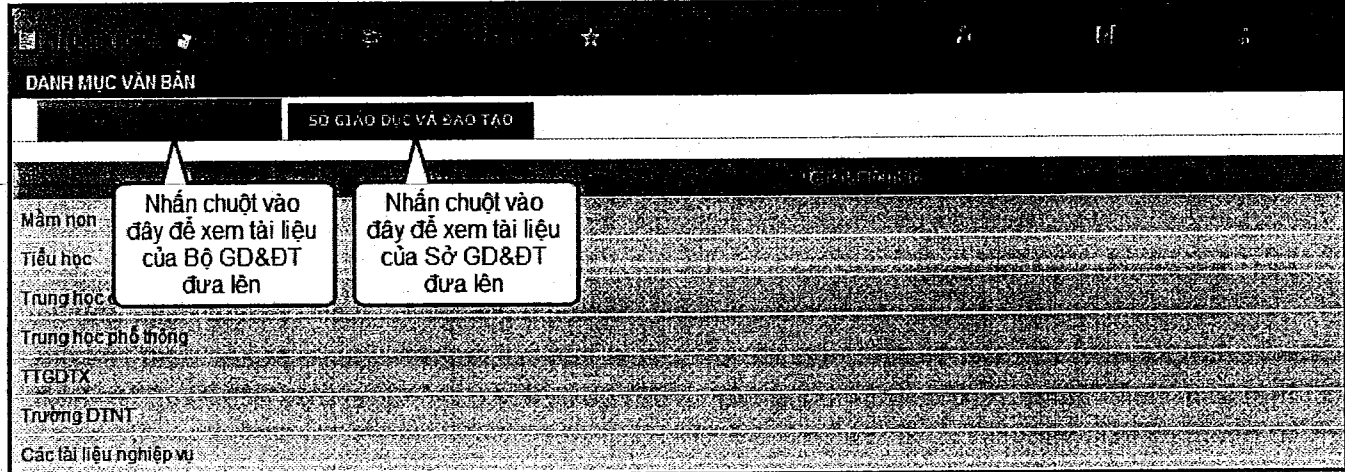 DANH MỤC VĂN BẢN
SỞ GIÁO DỤC VÀ ĐÀO TẠO
Nhấn chuột vào
đây để xem tài liệu
của Bộ GD&ĐT
đưa lên
Nhấn chuột vào
đây để xem tài liệu
của Sở GD&ĐT
đưa lên
Mầm non
Tiểu học
Trung học
Trung học phổ thông
TTGDTX
Trường DTNT
Các tài liệu nghiệp vụ